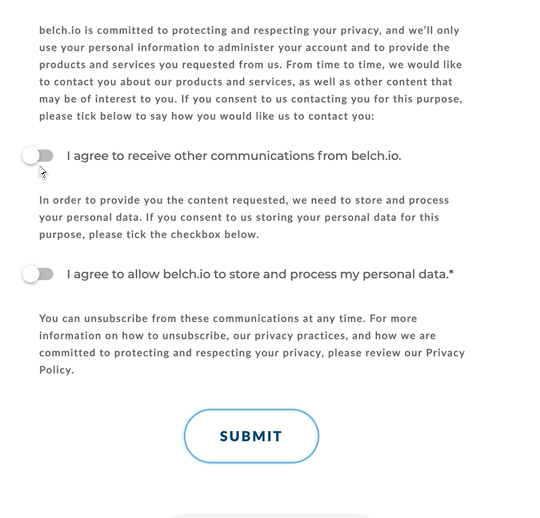 belch.io is committed to protecting and respecting your privacy, and we'll only
use your personal information to administer your account and to provide the
products and services you requested from us. From time to time, we would like
to contact you about our products and services, as well as other content that
may be of interest to you. If you consent to us contacting you for this purpose,
please tick below to say how you would like us to contact you:
I agree to receive other communications from belch.io.
In order to provide you the content requested, we need to store and process
your personal data. If you consent to us storing your personal data for this
purpose, please tick the checkbox below.
I agree to allow belch.io to store and process my personal data.*
You can unsubscribe from these communications at any time. For more
information on how to unsubscribe, our privacy practices, and how we are
committed to protecting and respecting your privacy, please review our Privacy
Policy.
SUBMIT